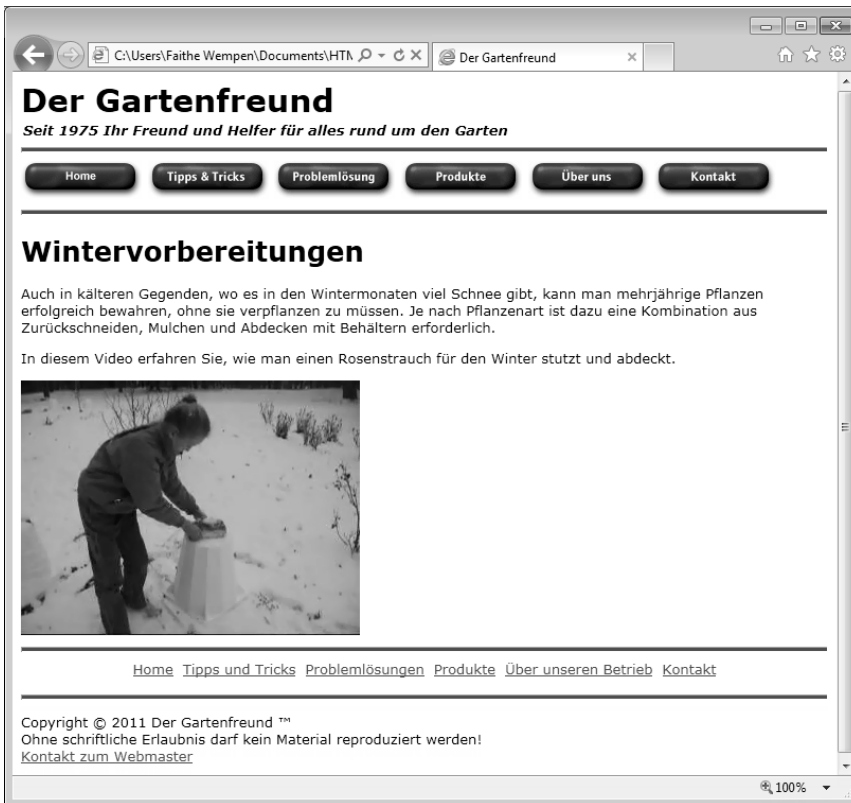 C:\Users\Faithe Wempen\Documents\HTM
Der Gartenfreund
Der Gartenfreund
Seit 1975 Ihr Freund und Helfer für alles rund um den Garten
Home Tipps & Tricks Problemlösung Produkte Über uns Kontakt
Wintervorbereitungen
Auch in kälteren Gegenden, wo es in den Wintermonaten viel Schnee gibt, kann man mehrjährige Pflanzen
erfolgreich bewahren, ohne sie verpflanzen zu müssen. Je nach Pflanzenart ist dazu eine Kombination aus
Zurückschneiden, Mulchen und Abdecken mit Behältern erforderlich.
In diesem Video erfahren Sie, wie man einen Rosenstrauch für den Winter stutzt und abdeckt.
Home Tipps und Tricks Problemlösungen Produkte Über unseren Betrieb Kontakt
Copyright © 2011 Der Gartenfreund ™
Ohne schriftliche Erlaubnis darf kein Material reproduziert werden!
Kontakt zum Webmaster
100%